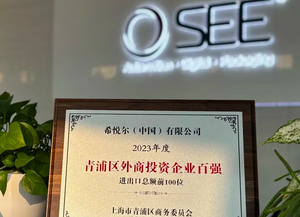 SEE
希悦尔（中国）有限公司
2023年度
青浦区外商投资企业百强
进出口总额前100位
上海市青浦区商务委员会